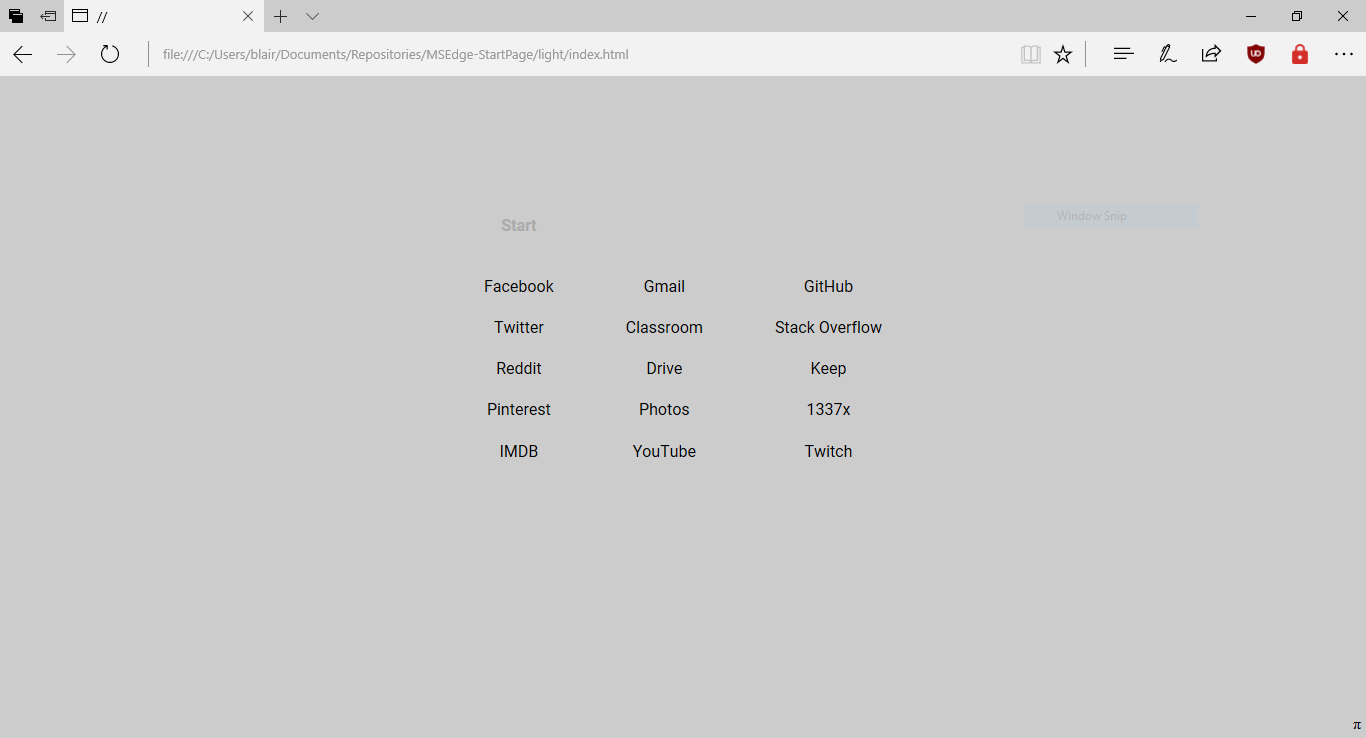 //
file:///C:/Users/blair/Documents/Repositories/MSEdge-StartPage/light/index.html
UO
Start
Window Snip
Facebook Gmail GitHub
Twitter Classroom Stack Overflow
Reddit Drive Keep
Pinterest Photos 1337x
IMDB YouTube Twitch
π